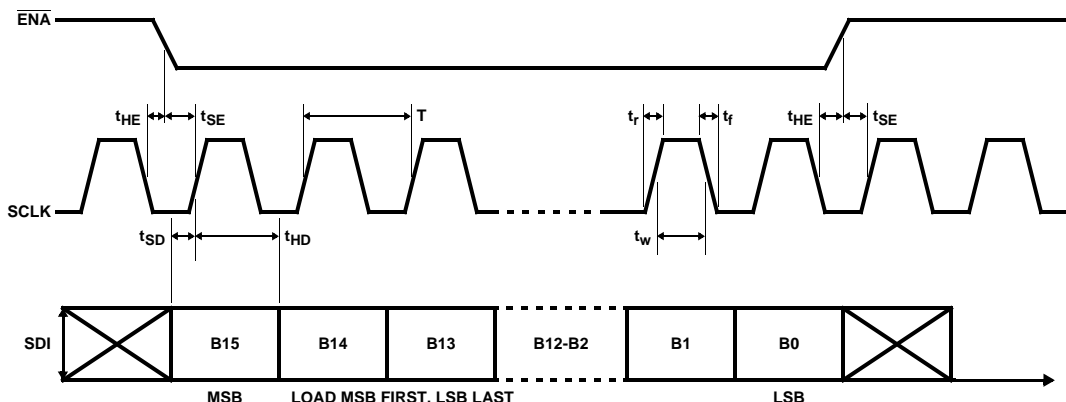 ENA
tHE tSE T tr tf tHE tSE
SCLK
tSD tHD tw
SDI B15 B14 B13 B12-B2 B1 B0
MSB LOAD MSB FIRST, LSB LAST LSB